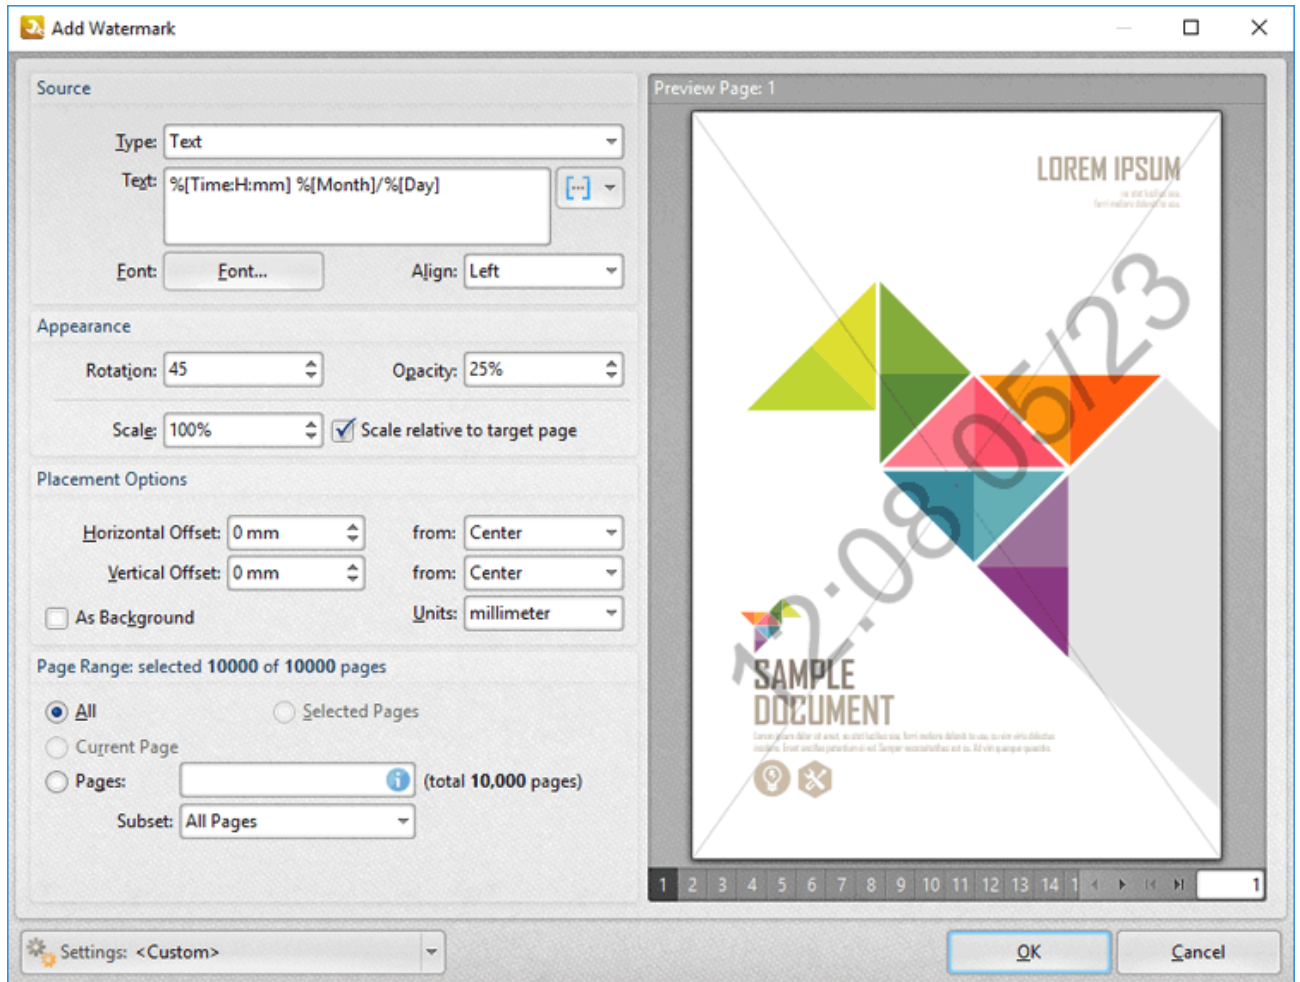 Add Watermark
Source
Type: Text
Text: %[Time:H:mm] %[Month]/%[Day]
Font: Font... Align: Left
Appearance
Rotation: 45 Opacity: 25%
Scale: 100% Scale relative to target page
Placement Options
Horizontal Offset: 0 mm from: Center
Vertical Offset: 0 mm from: Center
As Background Units: millimeter
Page Range: selected 10000 of 10000 pages
All Selected Pages
Current Page
Pages: (total 10,000 pages)
Subset: All Pages
Settings: <Custom>
Preview Page: 1
LOREM IPSUM
12:08 05/23
SAMPLE
DOCUMENT
1 2 3 4 5 6 7 8 9 10 11 12 13 14 1 1
OK Cancel